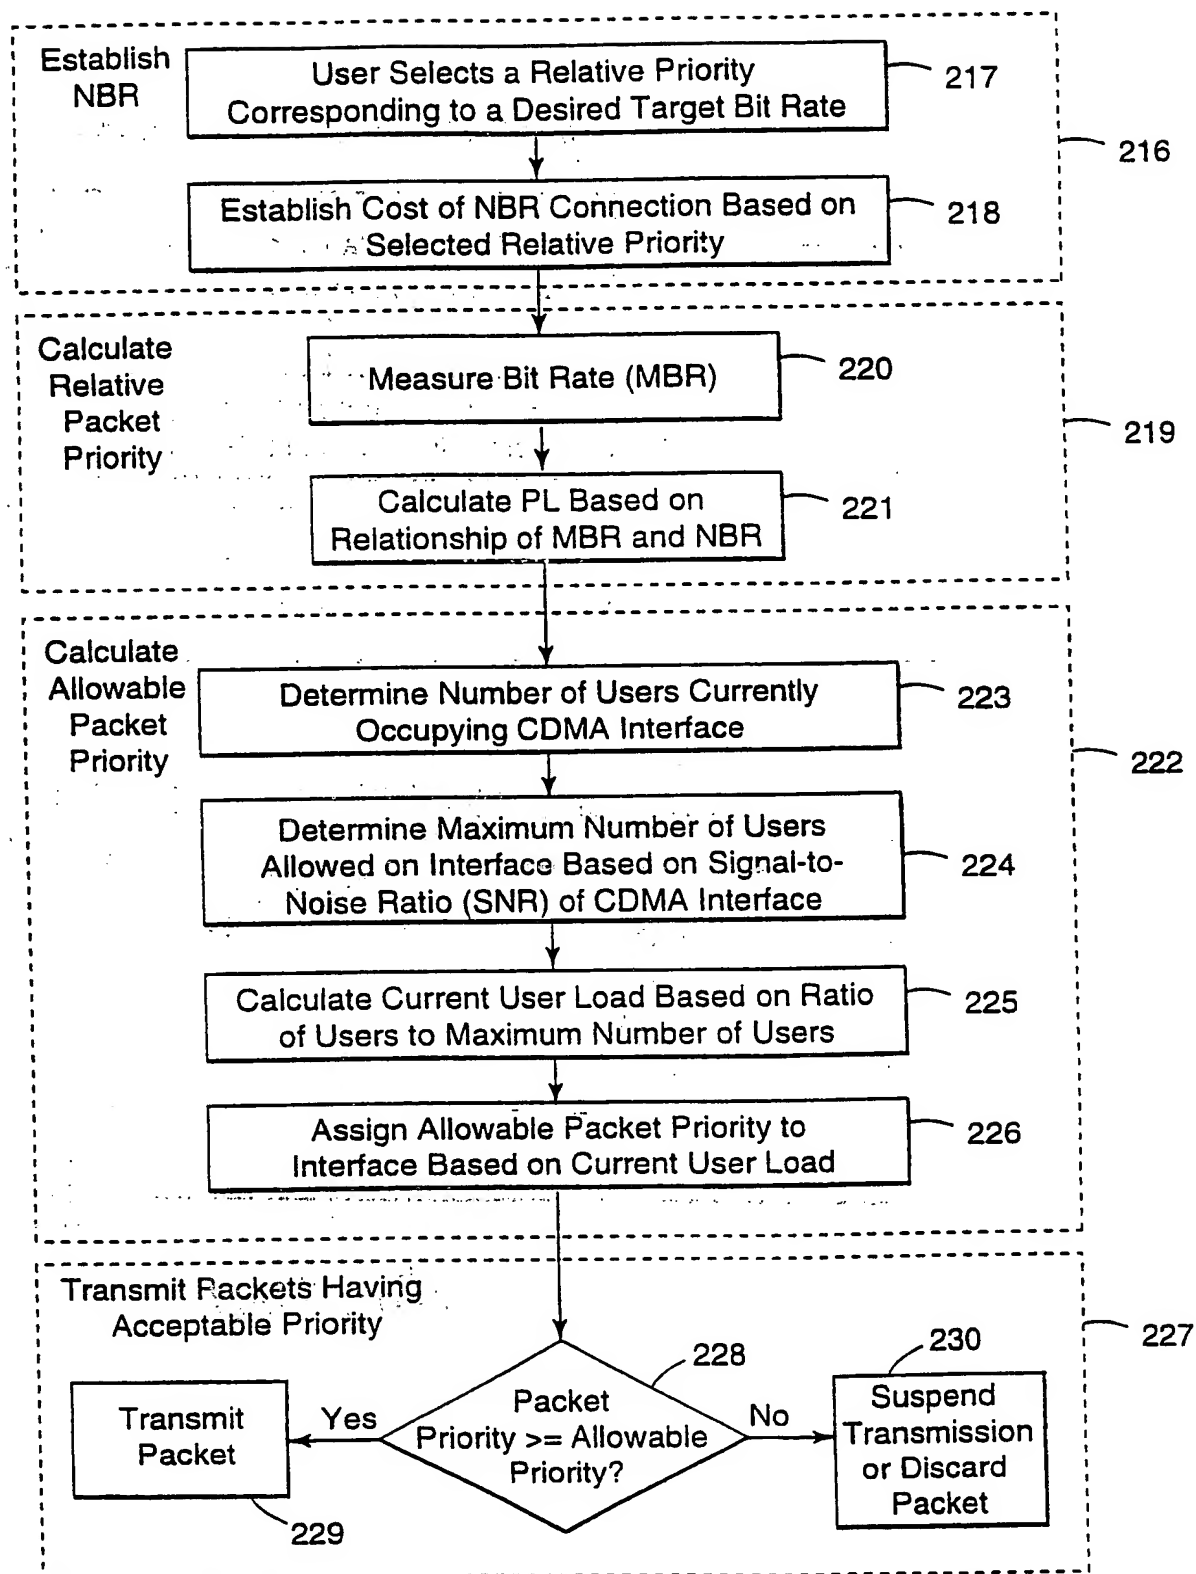 Establish
NBR
User Selects a Relative Priority
Corresponding to a Desired Target Bit Rate
217
216
Establish Cost of NBR Connection Based on
Selected Relative Priority
218
Calculate
Relative
Packet
Priority
Measure Bit Rate (MBR)
220
219
Calculate PL Based on
Relationship of MBR and NBR
221
Calculate
Allowable
Packet
Priority
Determine Number of Users Currently
Occupying CDMA Interface
223
222
Determine Maximum Number of Users
Allowed on Interface Based on Signal-to-
Noise Ratio (SNR) of CDMA Interface
224
Calculate Current User Load Based on Ratio
of Users to Maximum Number of Users
225
Assign Allowable Packet Priority to
Interface Based on Current User Load
226
Transmit Packets Having
Acceptable Priority
227
228
230
Transmit
Packet
Yes
Packet
Priority >= Allowable
Priority?
No
Suspend
Transmission
or Discard
Packet
229